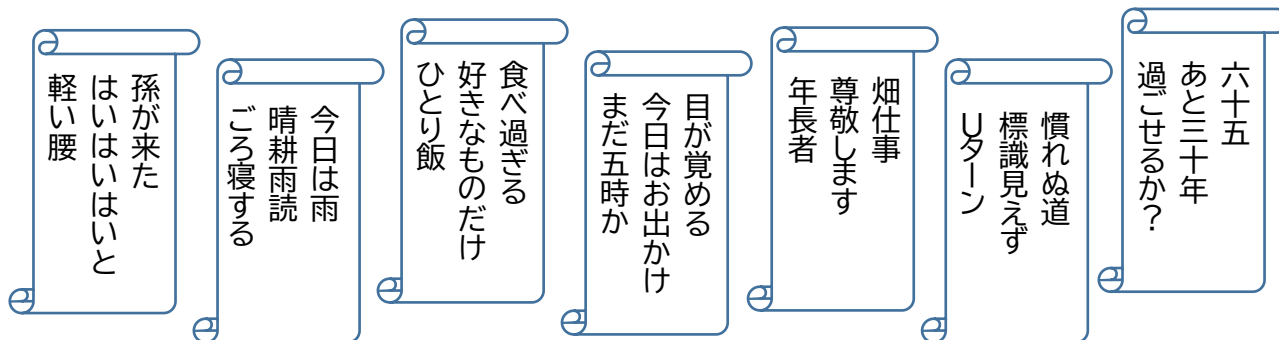 六十五
あと三十年
過ごせるか？
慣れぬ道
標識見えず
Uターン
畑仕事
尊敬します
年長者
目が覚める
今日はお出かけ
まだ五時か
食べ過ぎる
好きなものだけ
ひとり飯
今日は雨
晴耕雨読
ごろ寝する
孫が来た
はいはいはいはいと
軽い腰